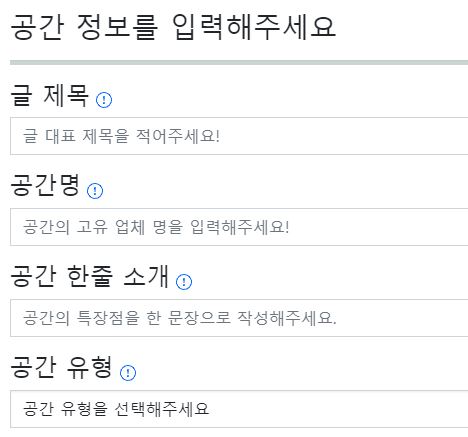 공간 정보를 입력해주세요
글 제목
글 대표 제목을 적어주세요!
공간명
공간의 고유 업체 명을 입력해주세요!
공간 한줄 소개
공간의 특장점을 한 문장으로 작성해주세요.
공간 유형
공간 유형을 선택해주세요